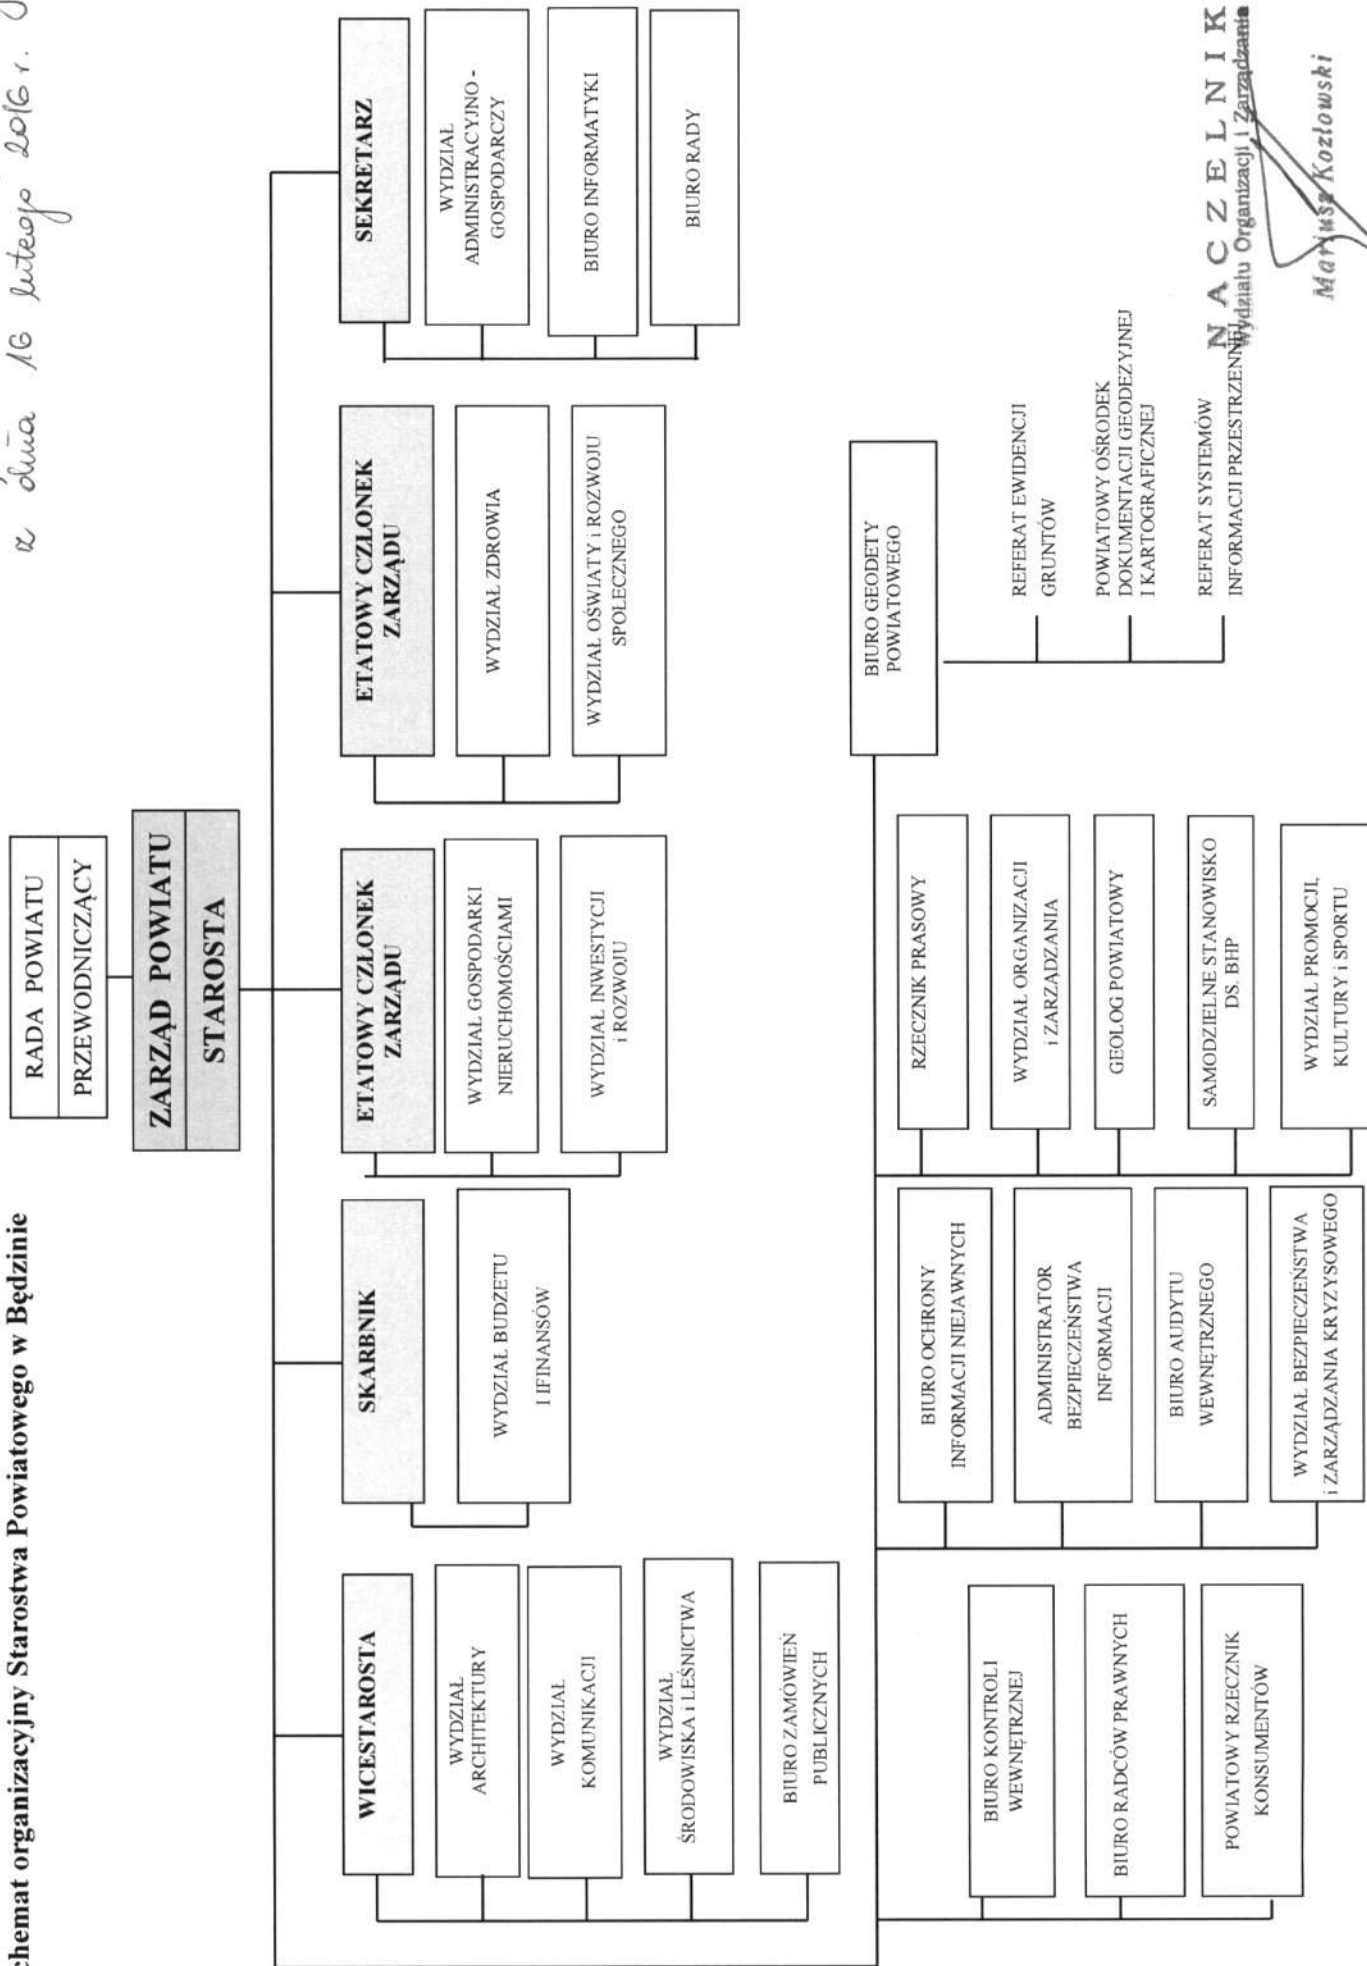 z dnia 16 lutego 2016 r.
chemat organizacyjny Starostwa Powiatowego w Będzinie
RADA POWIATU
PRZEWODNICZĄCY
ZARZĄD POWIATU
STAROSTA
WICESTAROSTA
WYDZIAŁ
ARCHITEKTURY
WYDZIAŁ
KOMUNIKACJI
WYDZIAŁ
ŚRODOWISKA i LEŚNICTWA
BIURO ZAMÓWIEŃ
PUBLICZNYCH
SKARBNIK
WYDZIAŁ BUDŻETU
I IFINANSÓW
ETATOWY CZŁONEK
ZARZĄDU
WYDZIAŁ GOSPODARKI
NIERUCHOMOŚCIAMI
WYDZIAŁ INWESTYCJI
i ROZWOJU
ETATOWY CZŁONEK
ZARZĄDU
WYDZIAŁ ZDROWIA
WYDZIAŁ OŚWIATY i ROZWOJU
SPOŁECZNEGO
SEKRETARZ
WYDZIAŁ
ADMINISTRACYJNO -
GOSPODARCZY
BIURO INFORMATYKI
BIURO RADY
BIURO KONTROLI
WEWNĘTRZNEJ
BIURO RADCÓW PRAWNYCH
POWIATOWY RZECZNIK
KONSUMENTÓW
BIURO OCHRONY
INFORMACJI NIEJAWNYCH
ADMINISTRATOR
BEZPIECZEŃSTWA
INFORMACJI
BIURO AUDYTU
WEWNĘTRZNEGO
WYDZIAŁ BEZPIECZEŃSTWA
i ZARZĄDZANIA KRYZYSOWEGO
RZECZNIK PRASOWY
WYDZIAŁ ORGANIZACJI
i ZARZADZANIA
GEOLOG POWIATOWY
SAMODZIELNE STANOWISKO
DS. BHP
WYDZIAŁ PROMOCJI,
KULTURY i SPORTU
BIURO GEODETY
POWIATOWEGO
REFERAT EWIDENCJI
GRUNTÓW
POWIATOWY OŚRODEK
DOKUMENTACJI GEODEZYJNEJ
I KARTOGRAFICZNEJ
REFERAT SYSTEMÓW
INFORMACJI PRZESTRZENNEJ
NACZELNIK
Wydziału Organizacji i Zarządzania
Mariusz Kozłowski